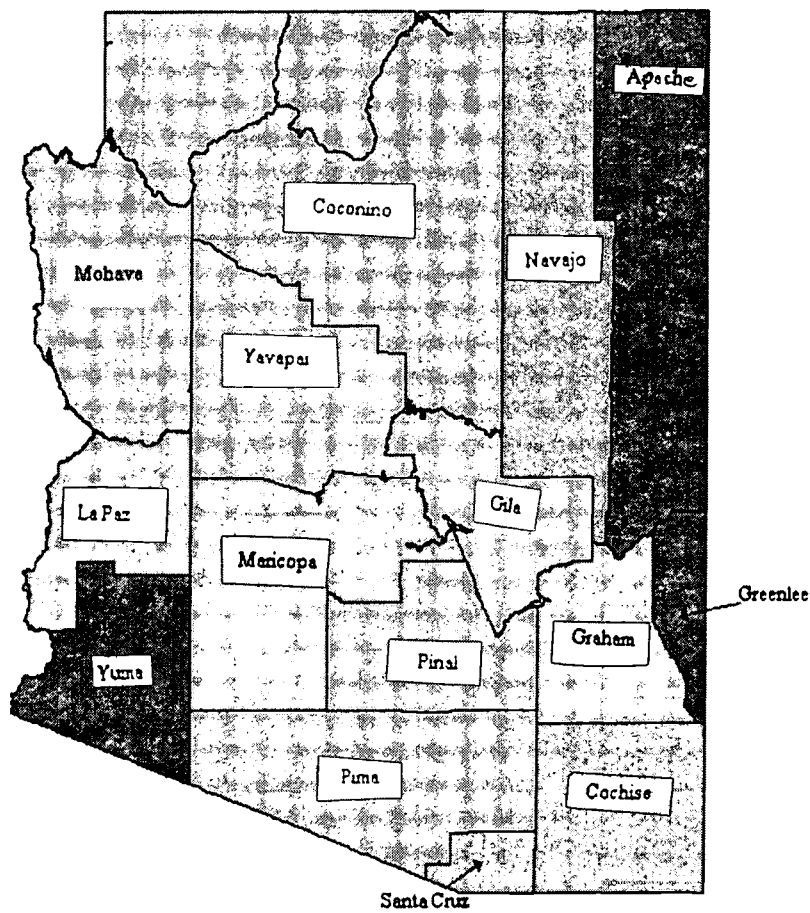 Apache
Coconino
Navajo
Mohave
Yavapai
La Paz
Gila
Maricopa
Greenlee
Graham
Yuma
Pinal
Pima
Cochise
Santa Cruz